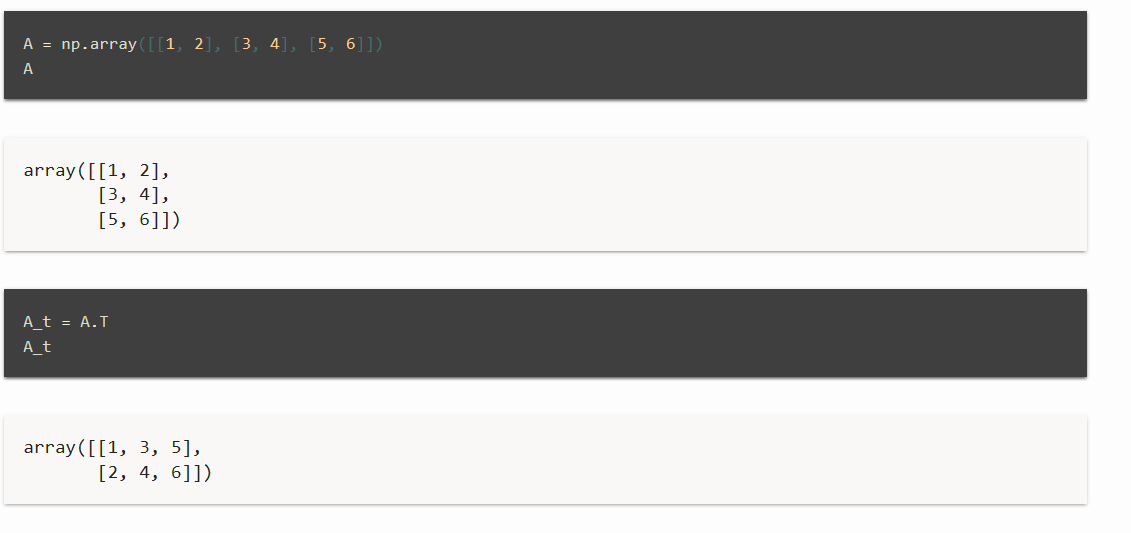 A = np.array([[1, 2], [3, 4], [5, 6]])
A
array([[1, 2],
       [3, 4],
       [5, 6]])
A_t = A.T
A_t
array([[1, 3, 5],
       [2, 4, 6]])